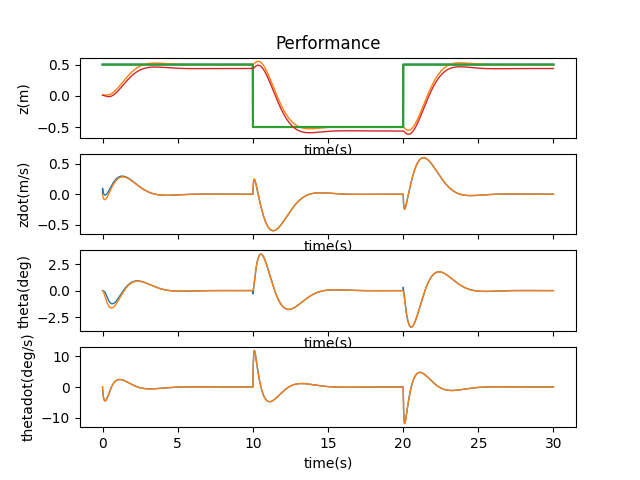 Performance
z(m)
0.5
0.0
−0.5
time(s)
zdot(m/s)
0.5
0.0
−0.5
time(s)
theta(deg)
2.5
0.0
−2.5
time(s)
thetadot(deg/s)
10
0
−10
0 5 10 15 20 25 30
time(s)